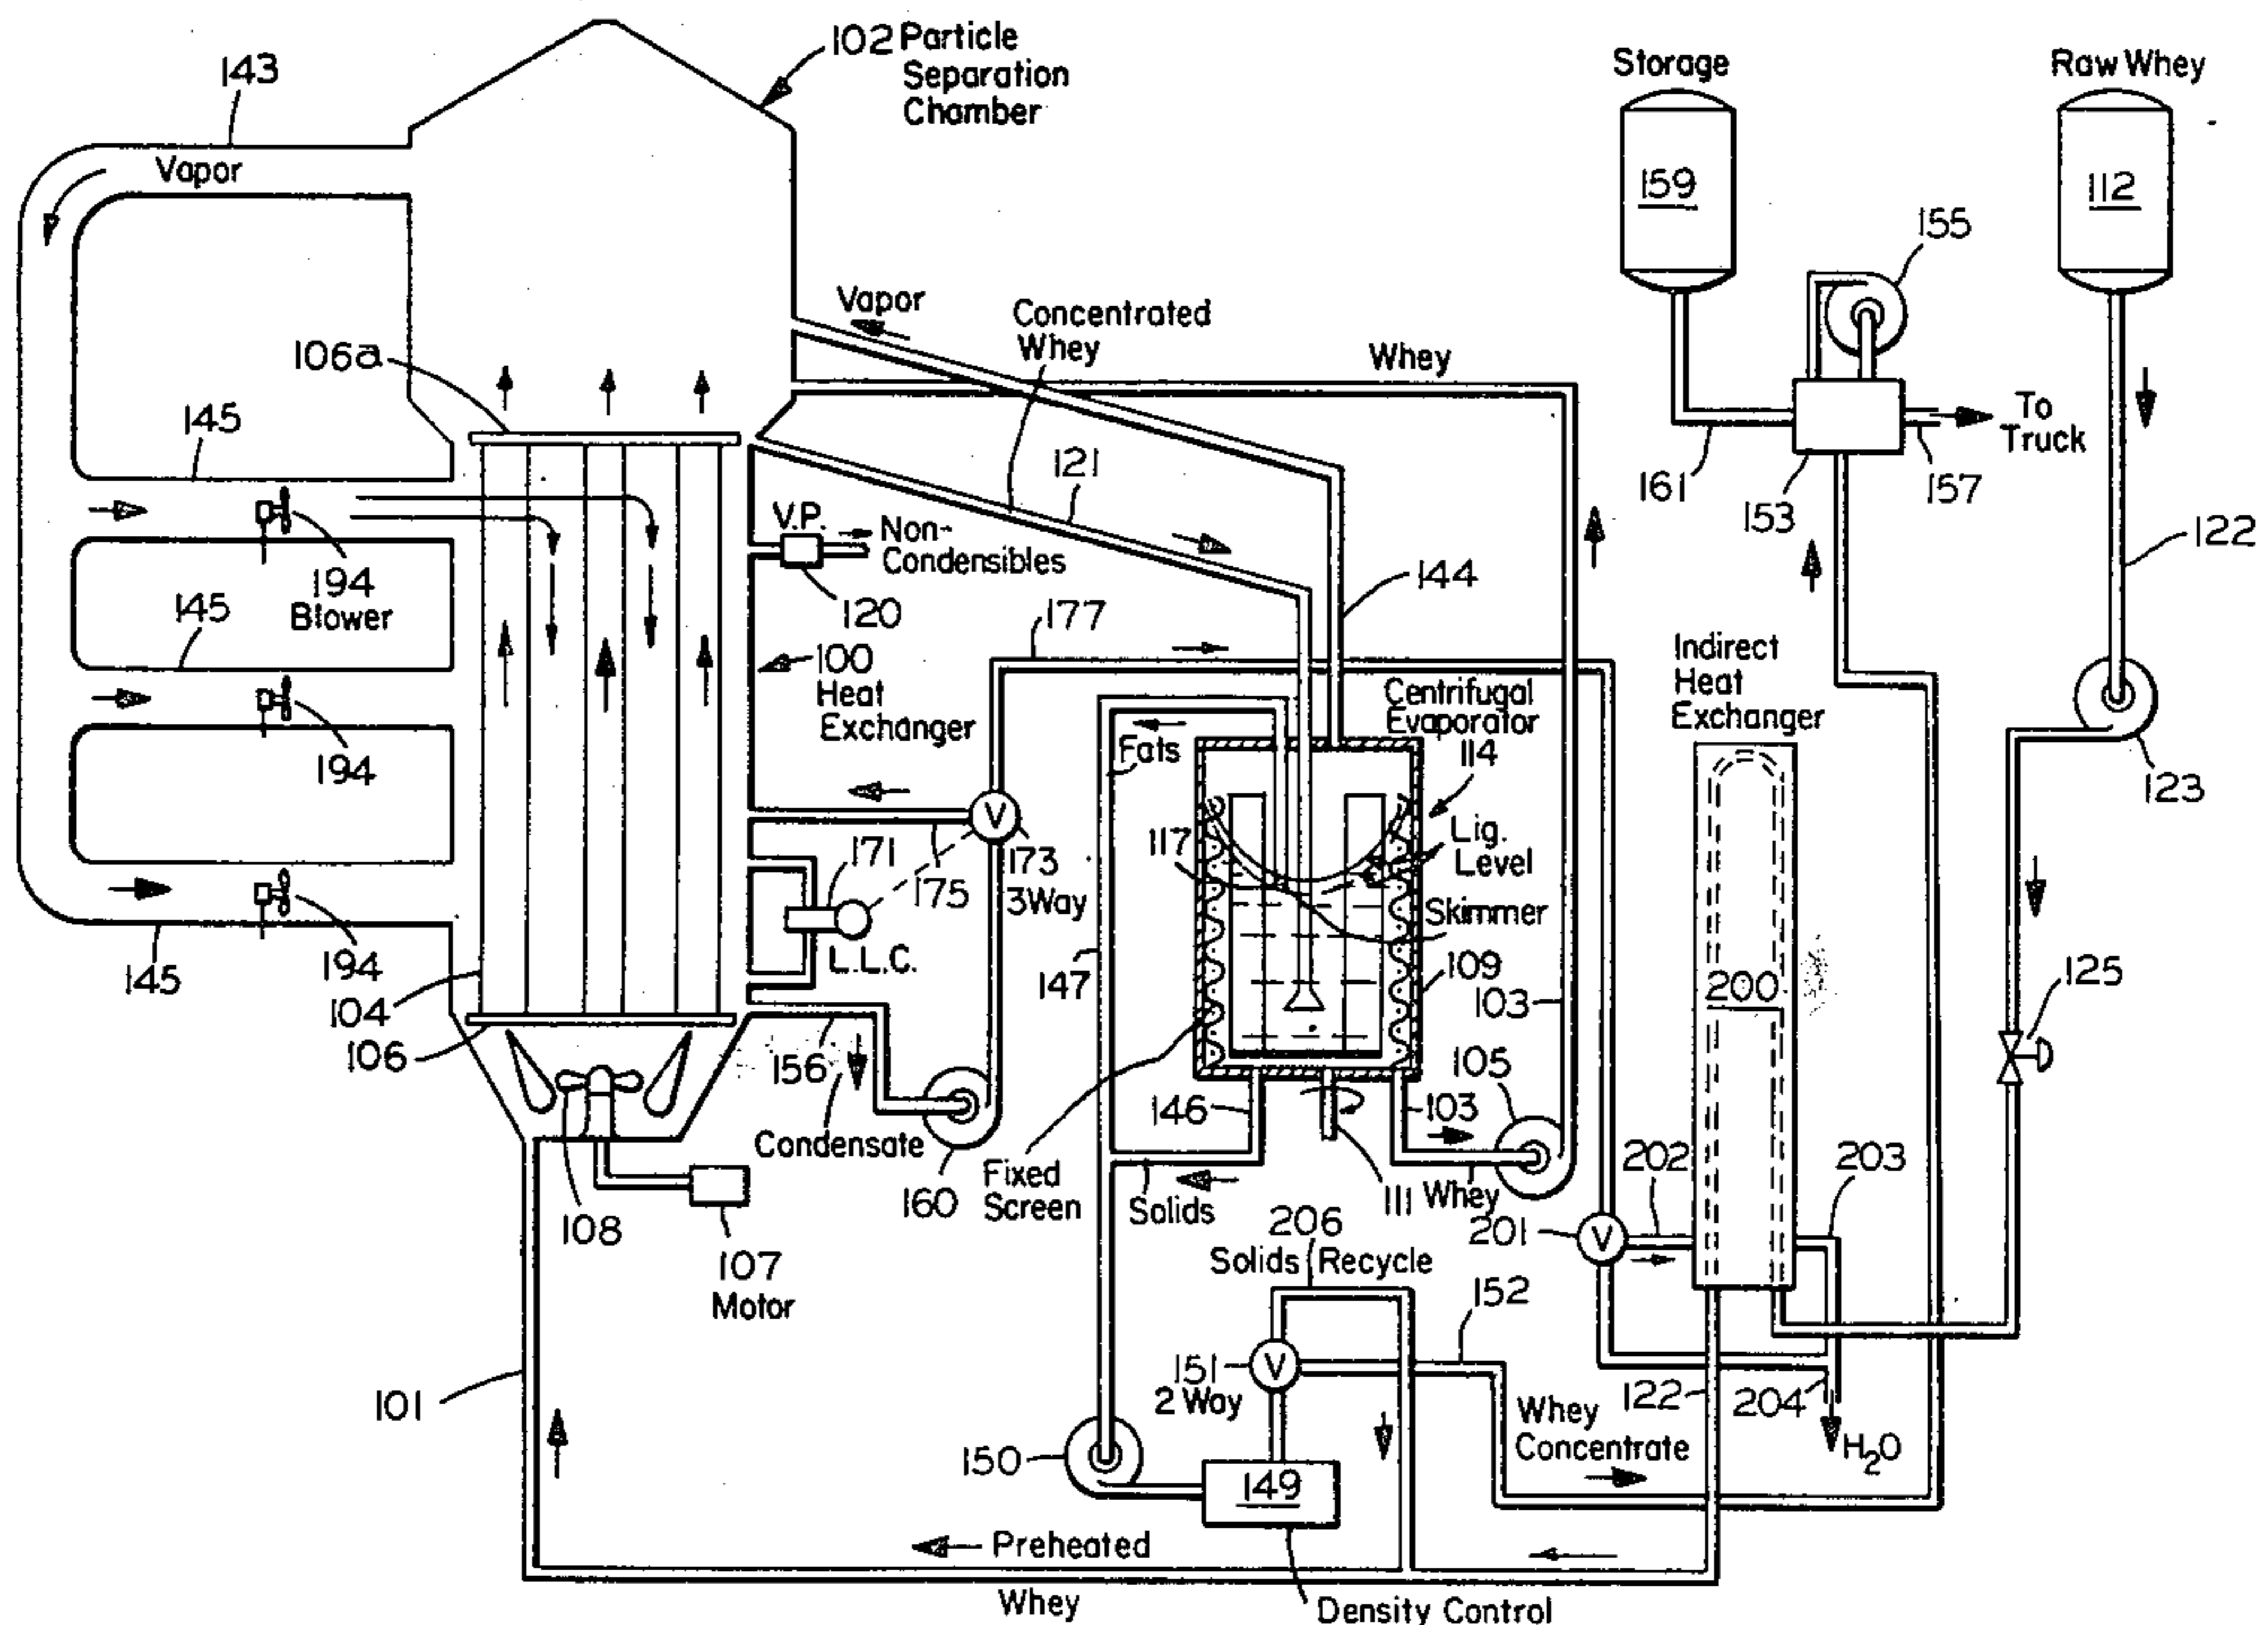 102 Particle
Separation
Chamber
143
Vapor
Storage
Raw Whey
159
112
155
Vapor
Concentrated
Whey
Whey
106a
To
Truck
145
121
161
153
157
122
V.P.
Non-
Condensibles
194
Blower
120
144
145
177
100
Heat
Exchanger
Indirect
Heat
Exchanger
Centrifugal
Evaporator
114
Fats
194
123
V
117
Liq.
Level
171
173
3Way
175
Skimmer
194
L.L.C.
147
109
103
200
125
145
104
106
156
105
146
103
Condensate
Fixed
Screen
Solids
111
Whey
202
203
160
108
107
Motor
206
Solids Recycle
201
V
152
151
2 Way
V
101
122
204
Whey
Concentrate
H2O
150
149
Preheated
Whey
Density Control